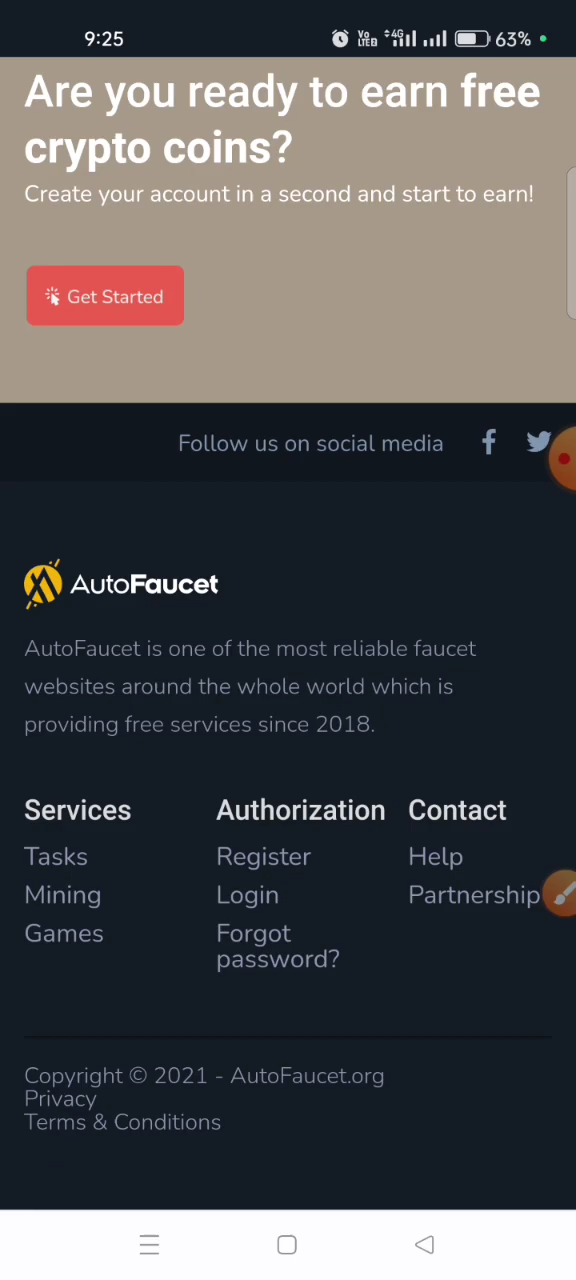 9:25
Vo LTE2 4G 63%
Are you ready to earn free
crypto coins?
Create your account in a second and start to earn!
Get Started
Follow us on social media
AutoFaucet
AutoFaucet is one of the most reliable faucet
websites around the whole world which is
providing free services since 2018.
Services Authorization Contact
Tasks Register Help
Mining Login Partnership
Games Forgot
password?
Copyright © 2021 - AutoFaucet.org
Privacy
Terms & Conditions